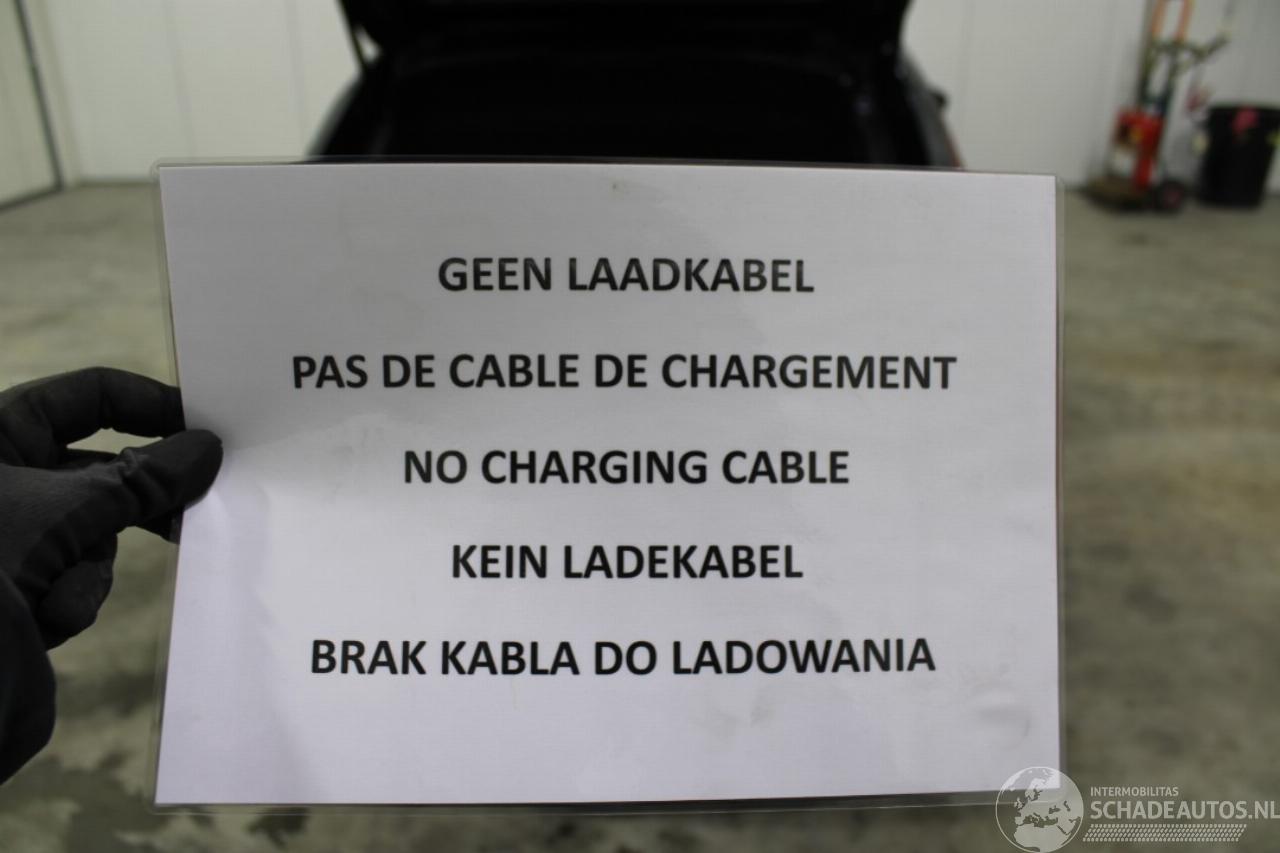 GEEN LAADKABEL
PAS DE CABLE DE CHARGEMENT
NO CHARGING CABLE
KEIN LADEKABEL
BRAK KABLA DO LADOWANIA
INTERMOBILITAS
SCHADEAUTOS.NL